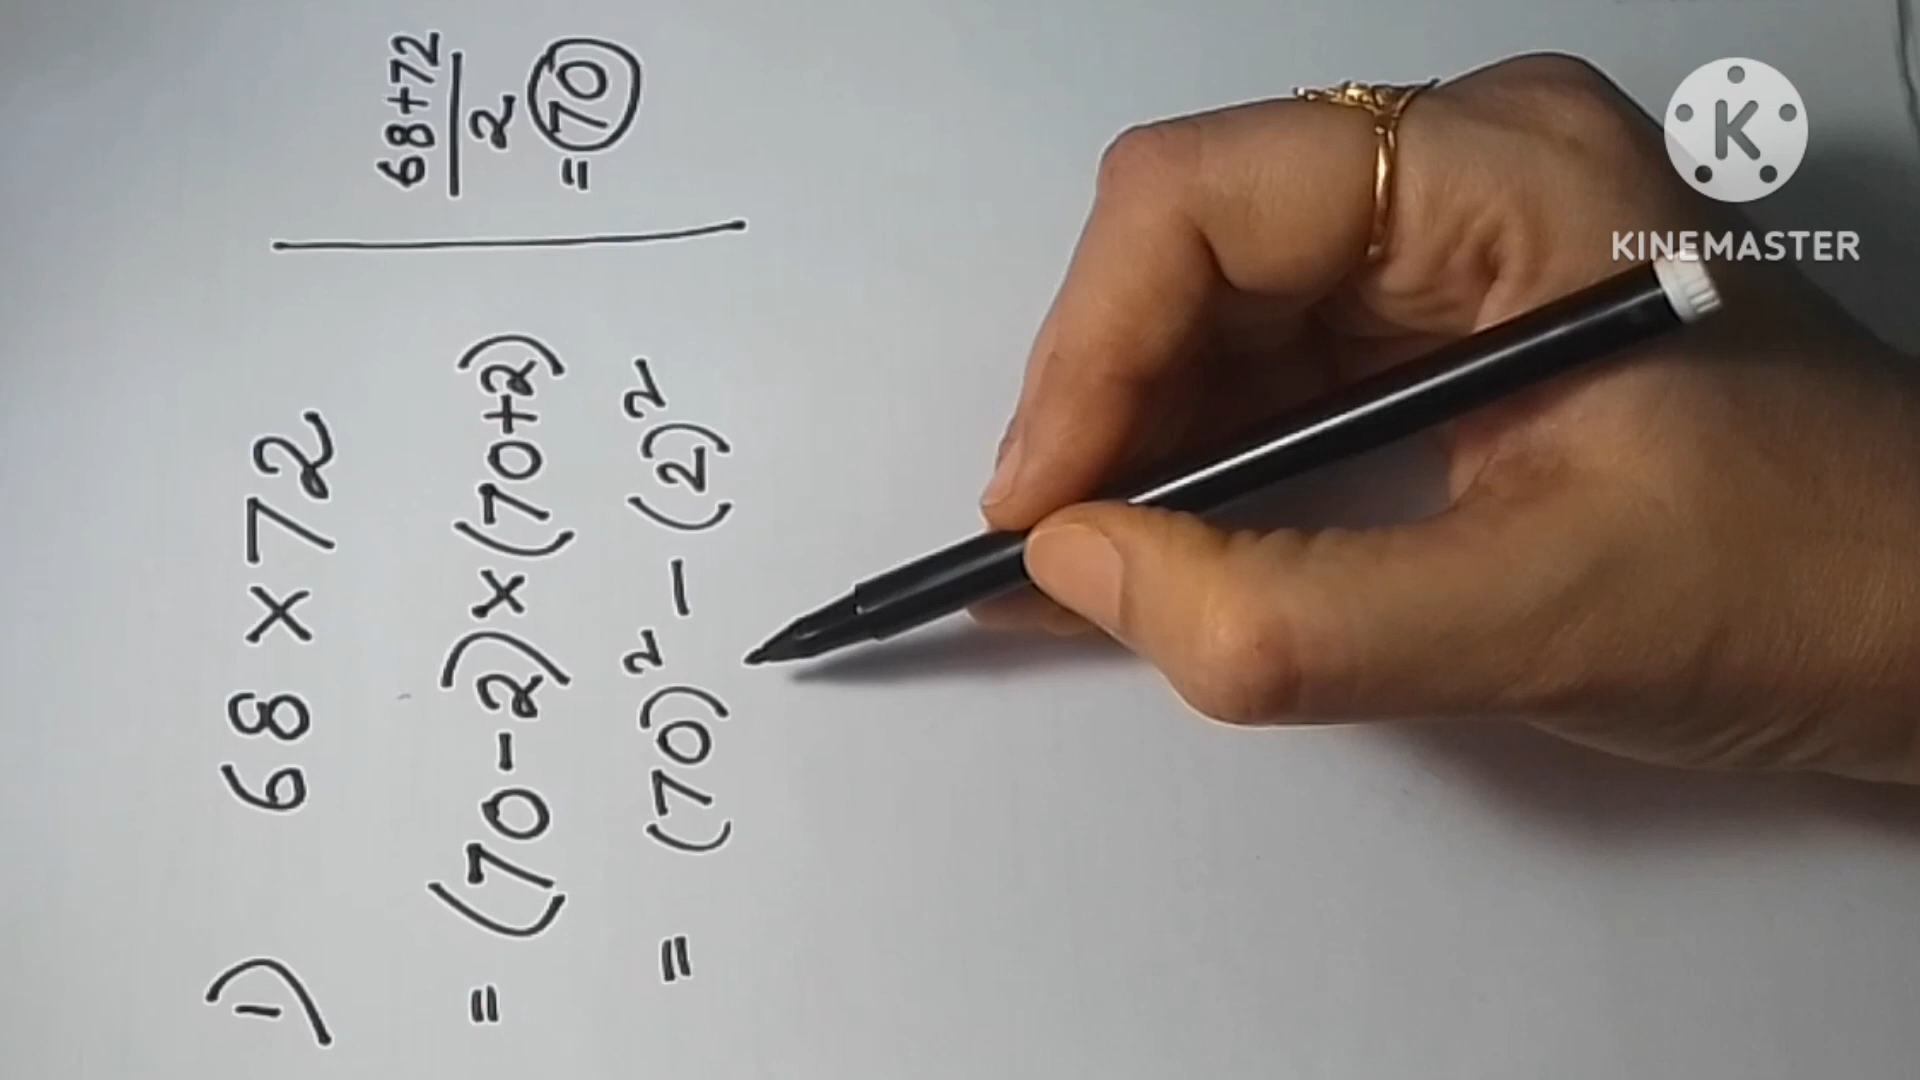 1) 68 × 72
= (70-2)×(70+2)
= (70)² - (2)²
68+72
2
= 70
K
KINEMASTER